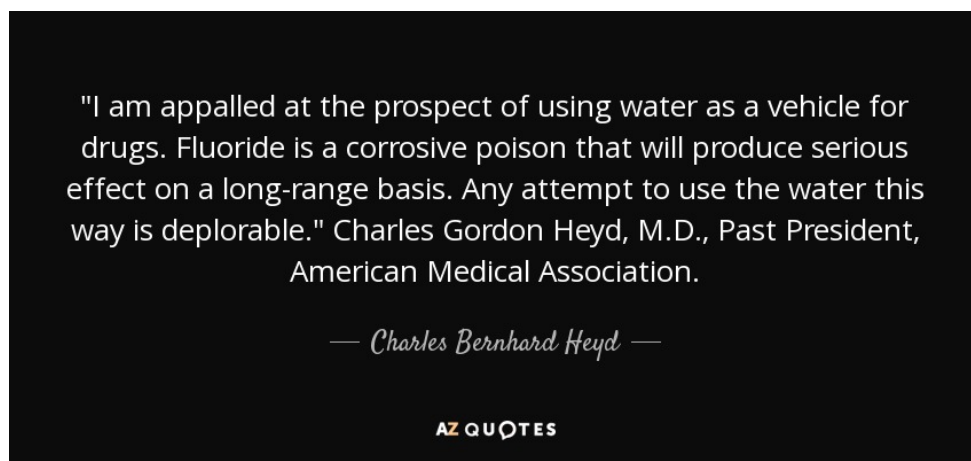 "I am appalled at the prospect of using water as a vehicle for
drugs. Fluoride is a corrosive poison that will produce serious
effect on a long-range basis. Any attempt to use the water this
way is deplorable." Charles Gordon Heyd, M.D., Past President,
American Medical Association.
— Charles Bernhard Heyd —
AZ QUOTES